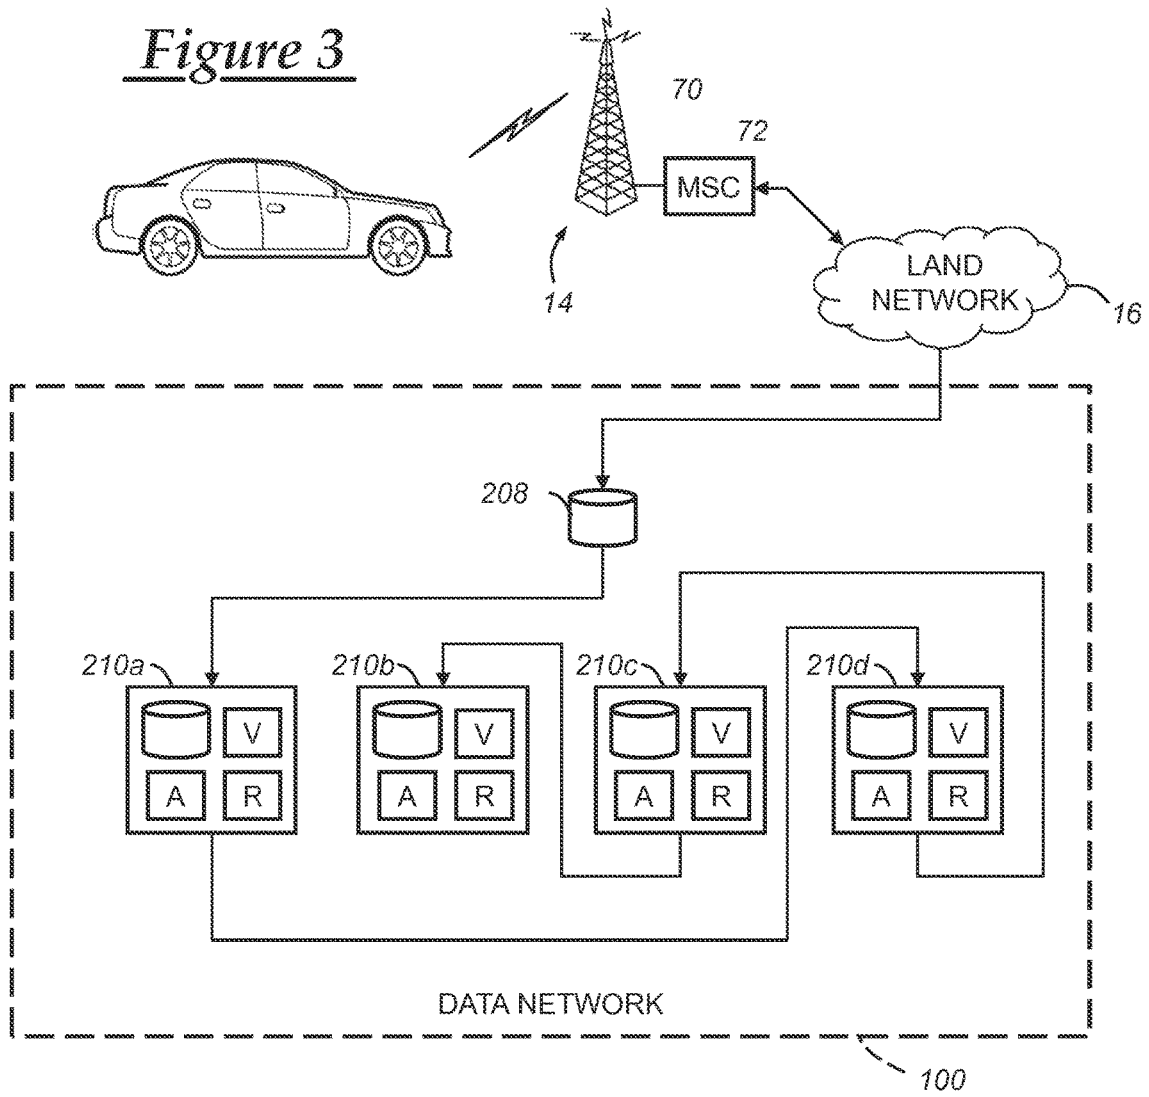 Figure 3
70
72
MSC
14
LAND
NETWORK
16
208
210a
210b
210c
210d
V
V
V
V
A
R
A
R
A
R
A
R
DATA NETWORK
100